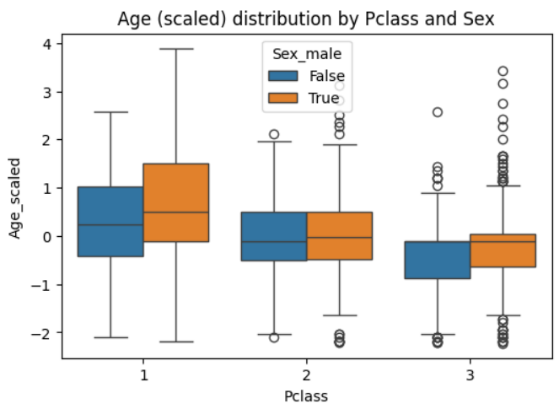 Age (scaled) distribution by Pclass and Sex
Sex_male
False
True
Age_scaled
4
3
2
1
0
−1
−2
1 2 3
Pclass